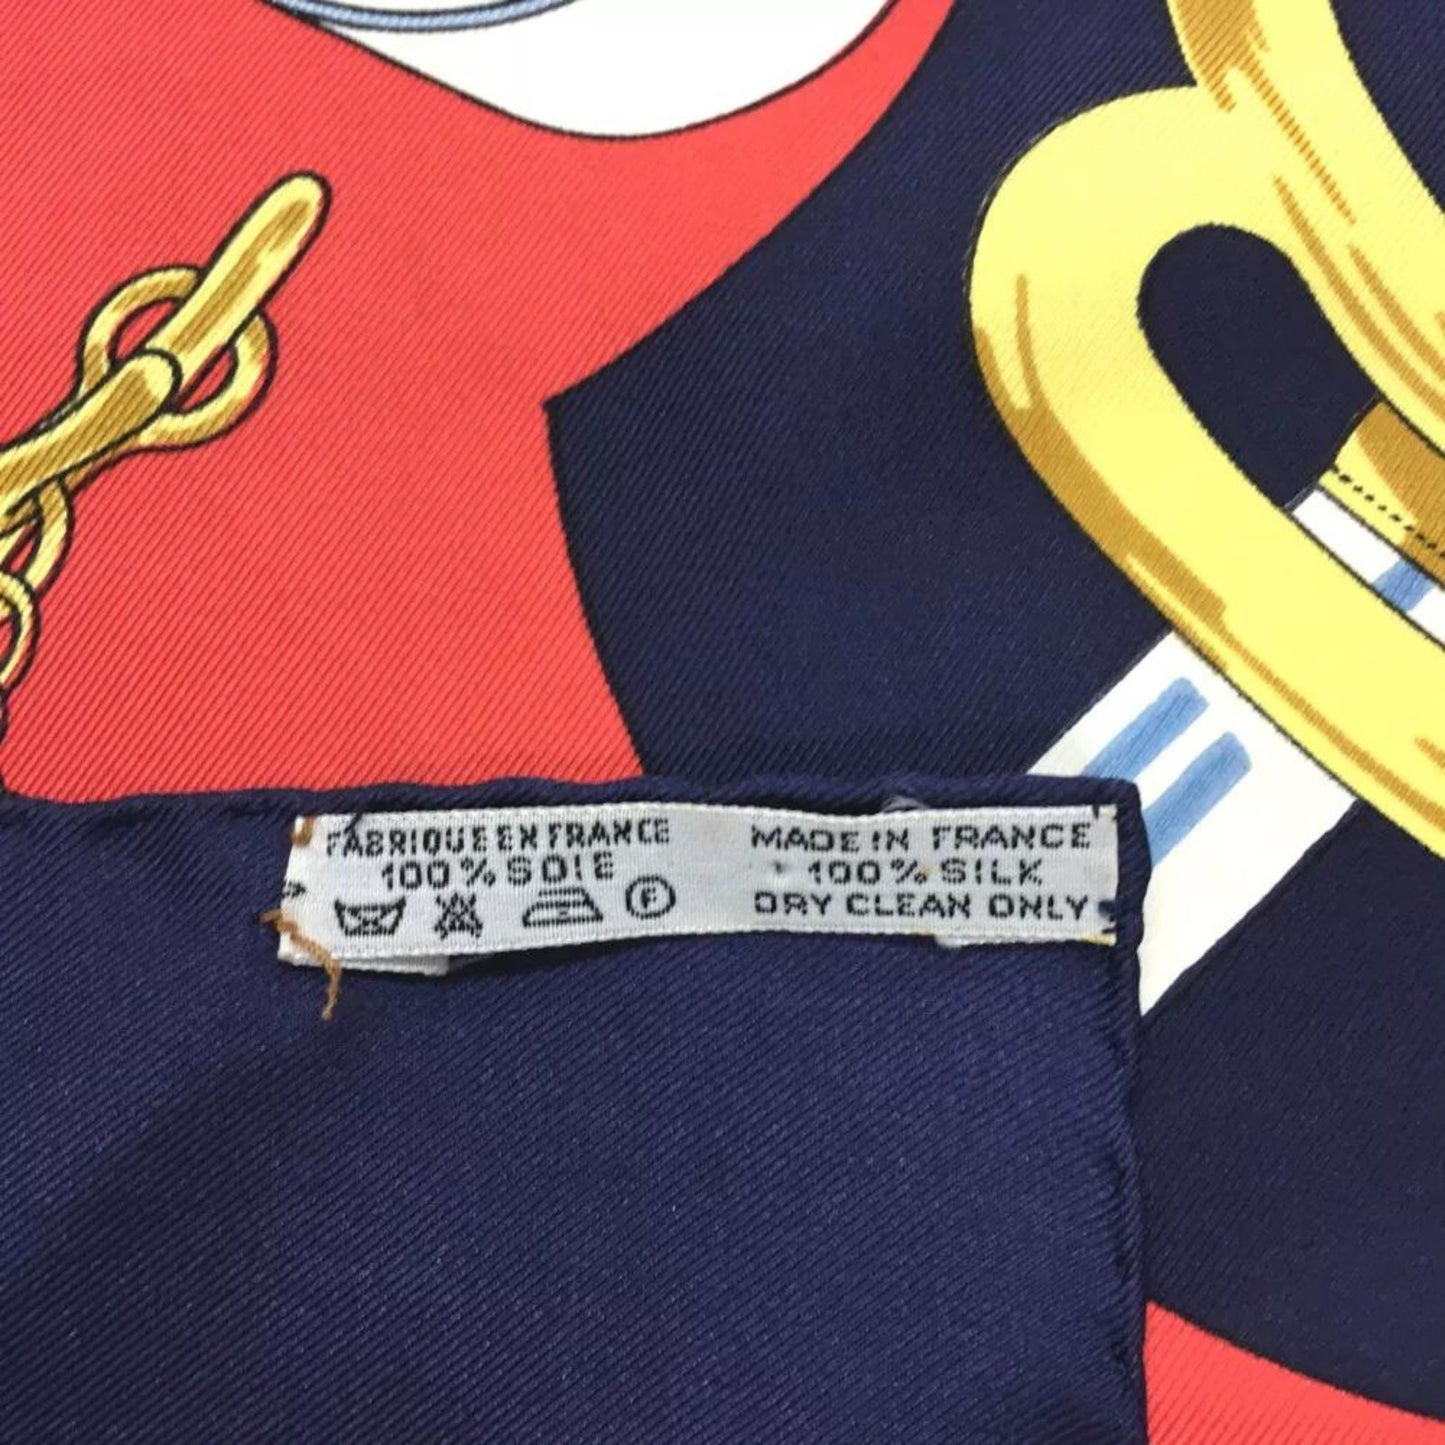 FABRIQUE EN FRANCE
100% SOIE
F
MADE IN FRANCE
100% SILK
DRY CLEAN ONLY